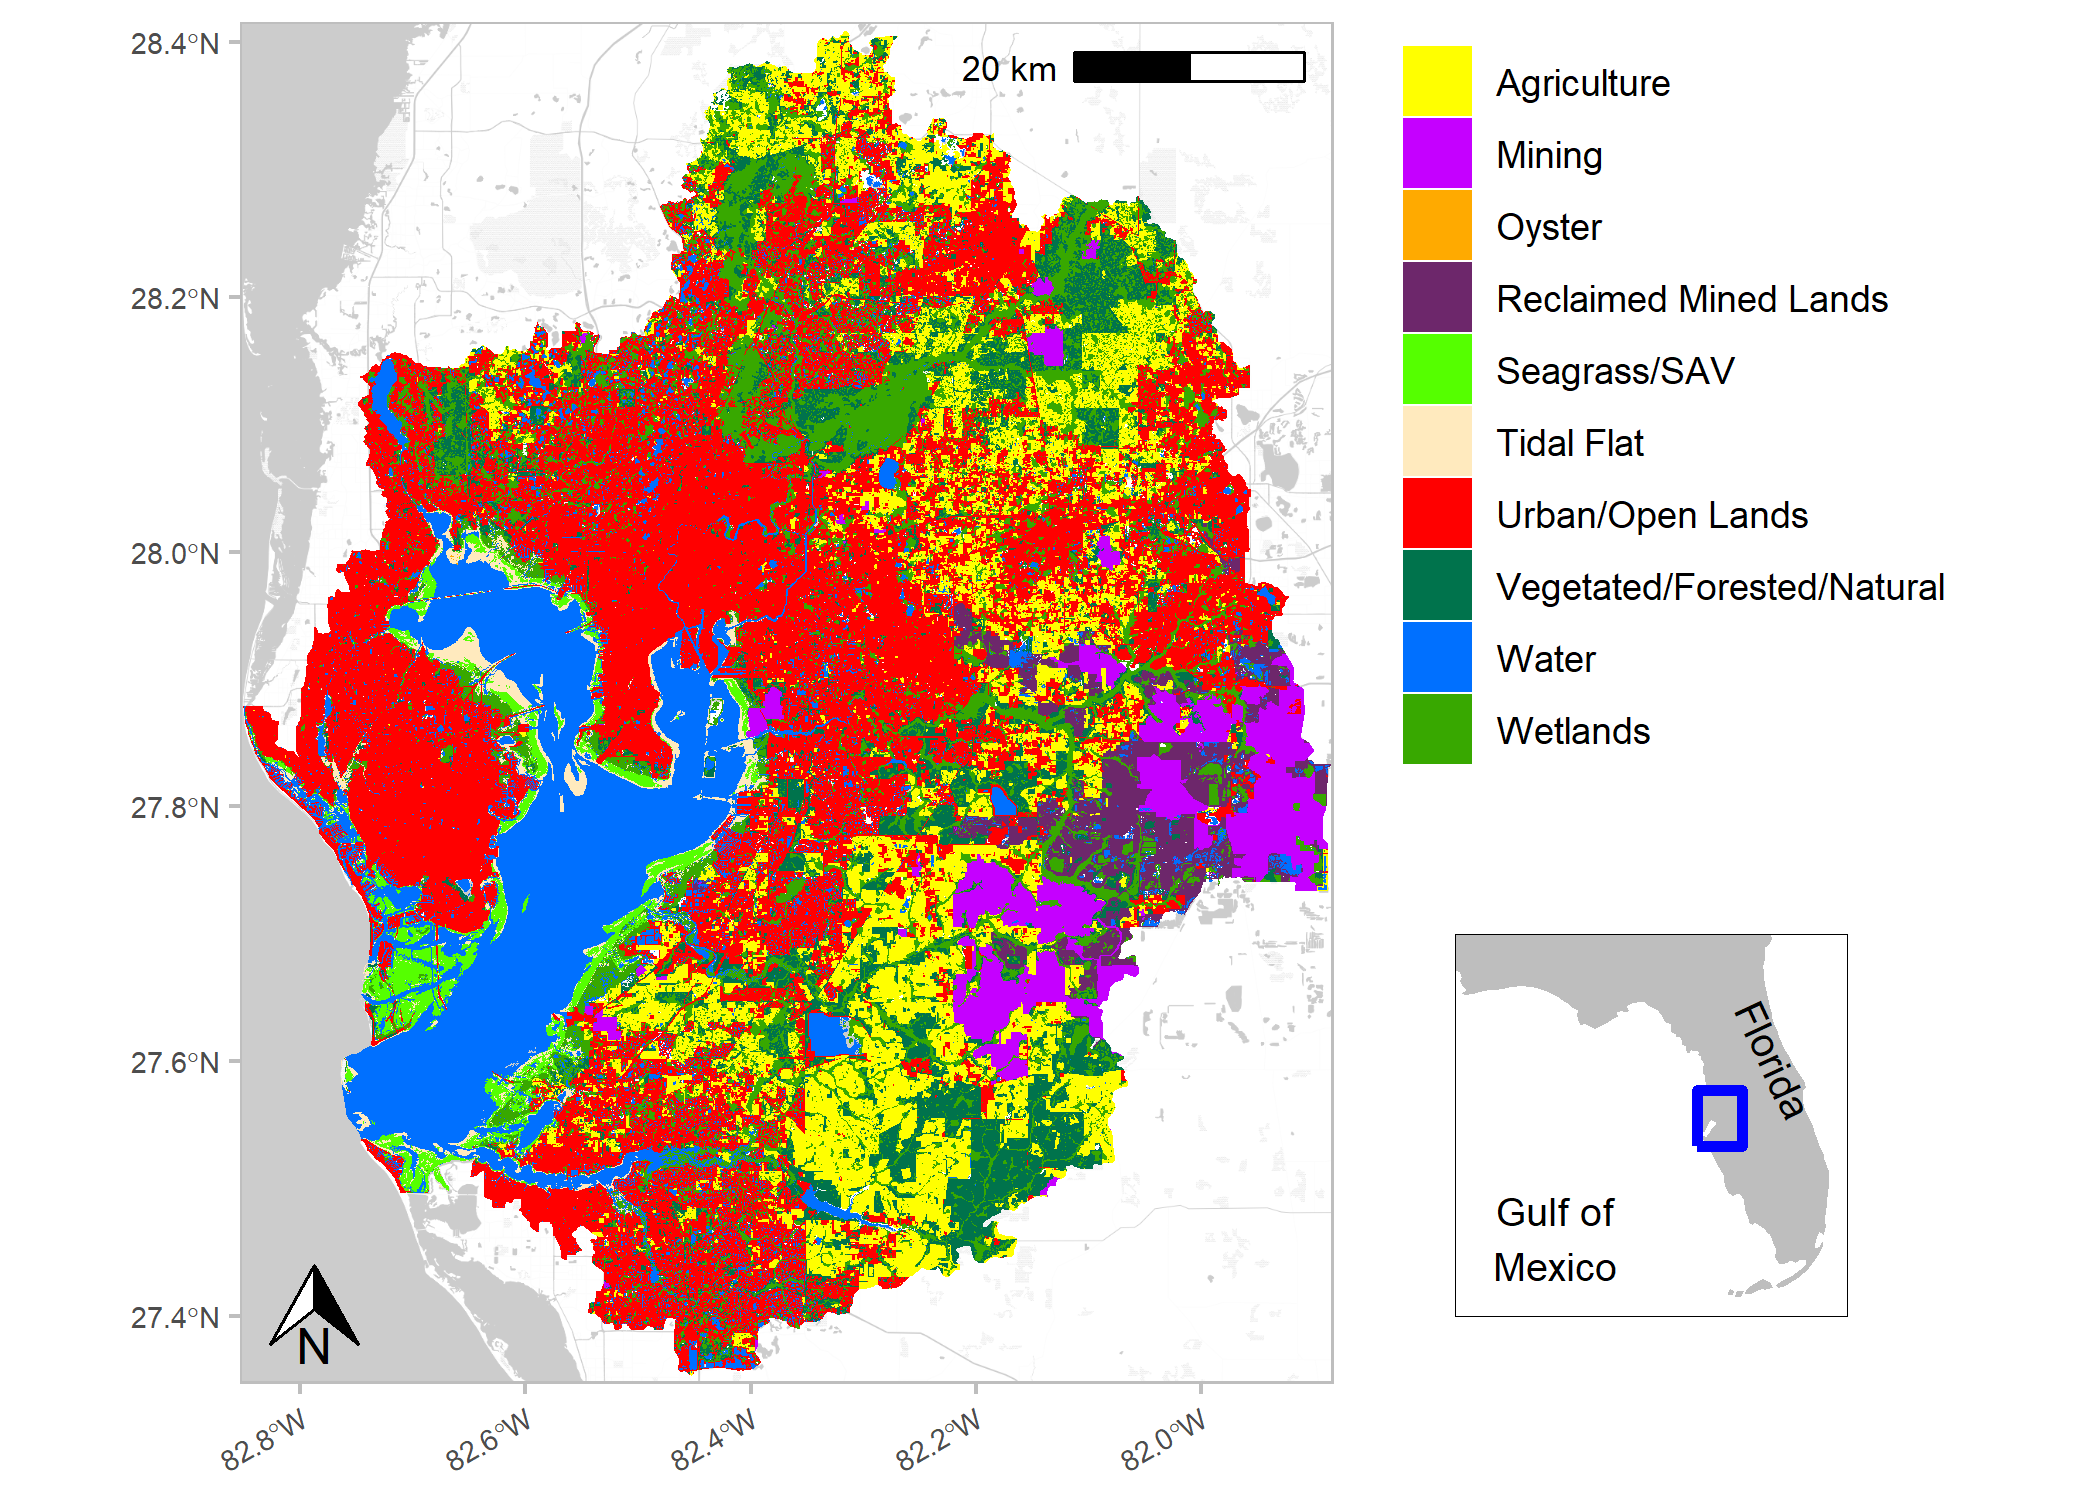 28.4°N
28.2°N
28.0°N
27.8°N
27.6°N
27.4°N
82.8°W
82.6°W
82.4°W
82.2°W
82.0°W
20 km
N
Agriculture
Mining
Oyster
Reclaimed Mined Lands
Seagrass/SAV
Tidal Flat
Urban/Open Lands
Vegetated/Forested/Natural
Water
Wetlands
Florida
Gulf of
Mexico